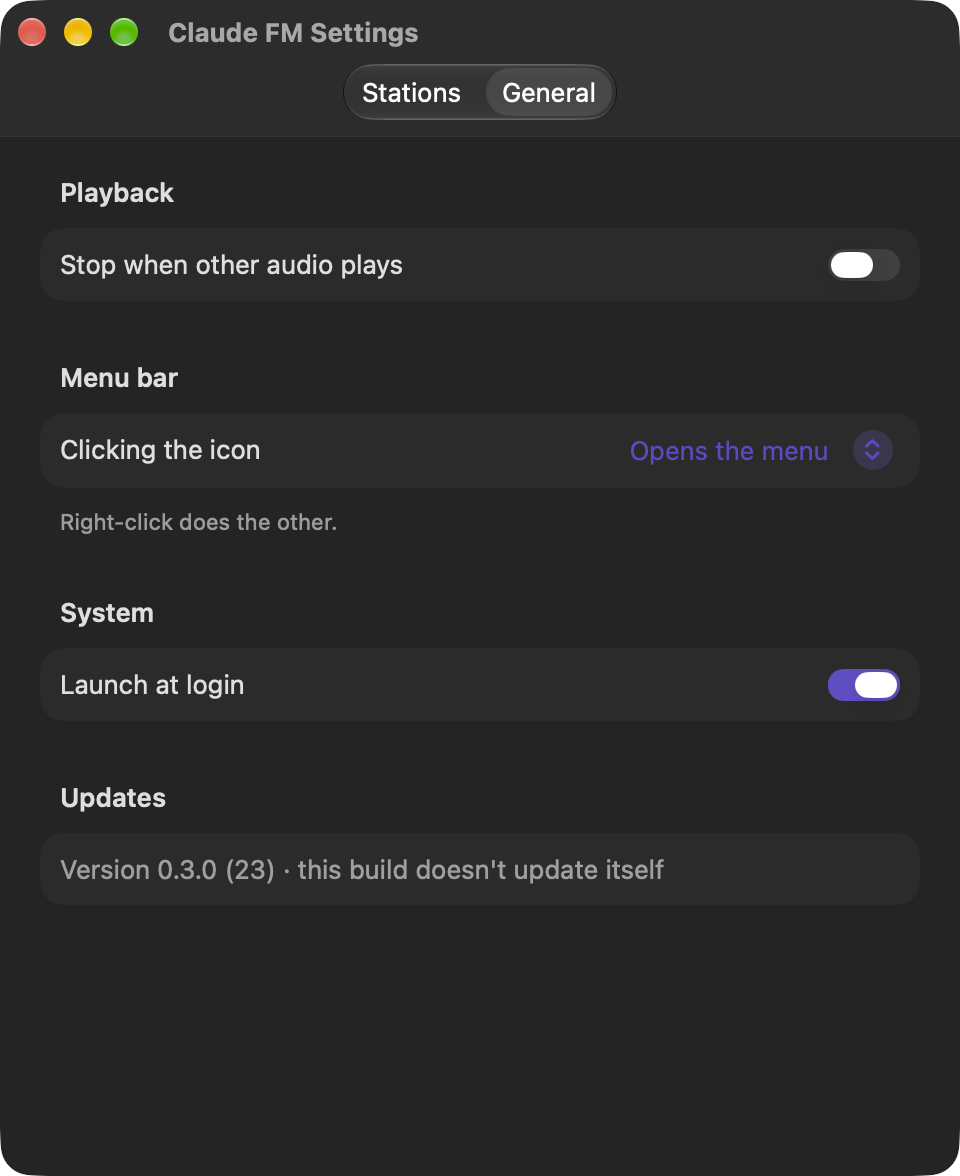 Claude FM Settings
Stations General
Playback
Stop when other audio plays
Menu bar
Clicking the icon Opens the menu
Right-click does the other.
System
Launch at login
Updates
Version 0.3.0 (23) · this build doesn't update itself